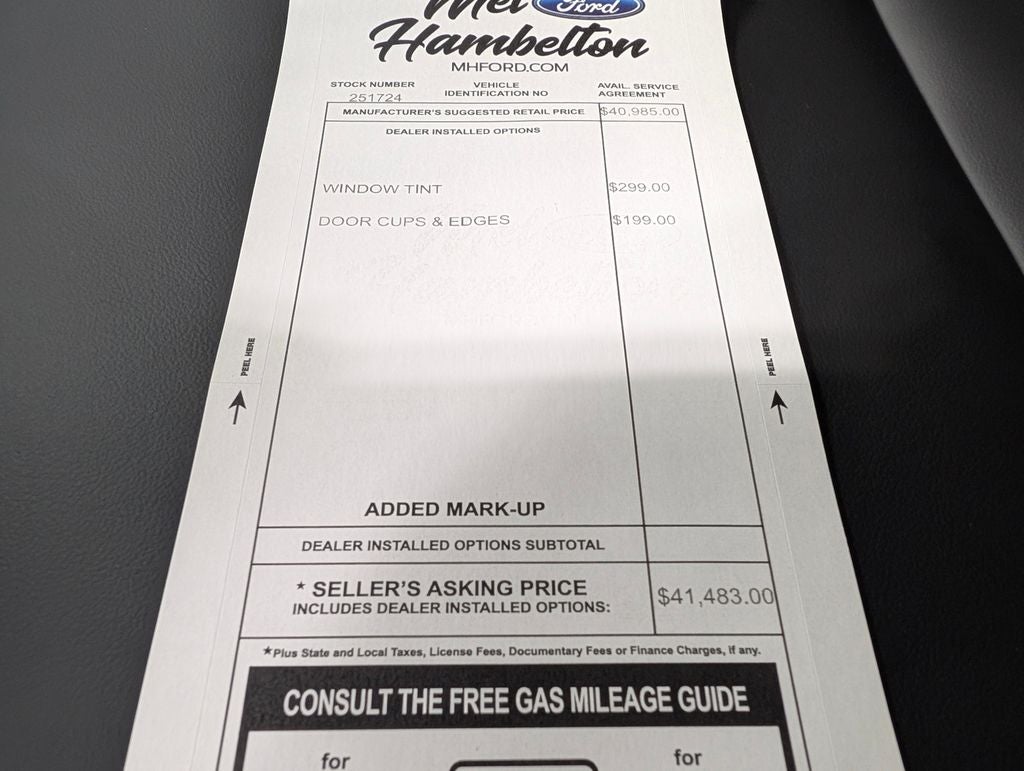 Mel Ford
Hambelton
MHFORD.COM
STOCK NUMBER
251724
VEHICLE
IDENTIFICATION NO
AVAIL. SERVICE
AGREEMENT
MANUFACTURER'S SUGGESTED RETAIL PRICE $40,985.00
DEALER INSTALLED OPTIONS
WINDOW TINT $299.00
DOOR CUPS & EDGES $199.00
PEEL HERE
PEEL HERE
ADDED MARK-UP
DEALER INSTALLED OPTIONS SUBTOTAL
★ SELLER'S ASKING PRICE
INCLUDES DEALER INSTALLED OPTIONS: $41,483.00
★Plus State and Local Taxes, License Fees, Documentary Fees or Finance Charges, if any.
CONSULT THE FREE GAS MILEAGE GUIDE
for for